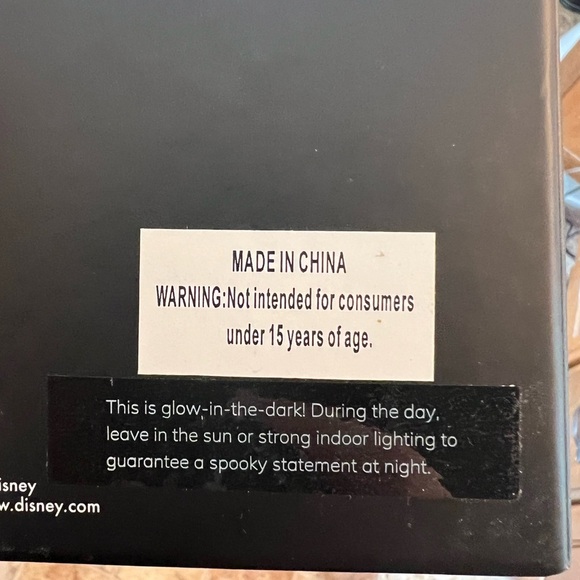 MADE IN CHINA
WARNING:Not intended for consumers
under 15 years of age.
This is glow-in-the-dark! During the day,
leave in the sun or strong indoor lighting to
guarantee a spooky statement at night.
isney
w.disney.com